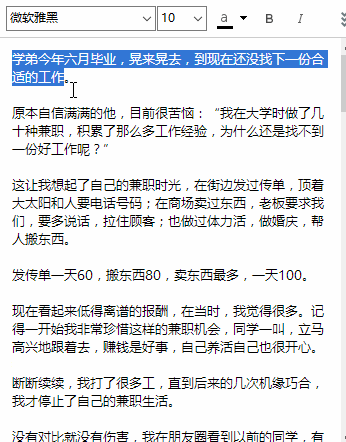 微软雅黑 10 a B I
学弟今年六月毕业，晃来晃去，到现在还没找下一份合
适的工作。
原本自信满满的他，目前很苦恼：“我在大学时做了几
十种兼职，积累了那么多工作经验，为什么还是找不到
一份好工作呢？”
这让我想起了自己的兼职时光，在街边发过传单，顶着
大太阳和人要电话号码；在商场卖过东西，老板要求我
们，要多说话，拉住顾客；也做过体力活，做婚庆，帮
人搬东西。
发传单一天60，搬东西80，卖东西最多，一天100。
现在看起来低得离谱的报酬，在当时，我觉得很多。记
得一开始我非常珍惜这样的兼职机会，同学一叫，立马
高兴地跟着去，赚钱是好事，自己养活自己也很开心。
断断续续，我打了很多工，直到后来的几次机缘巧合，
我才停止了自己的兼职生活。
没有对比就没有伤害，我在朋友圈看到以前的同学，有